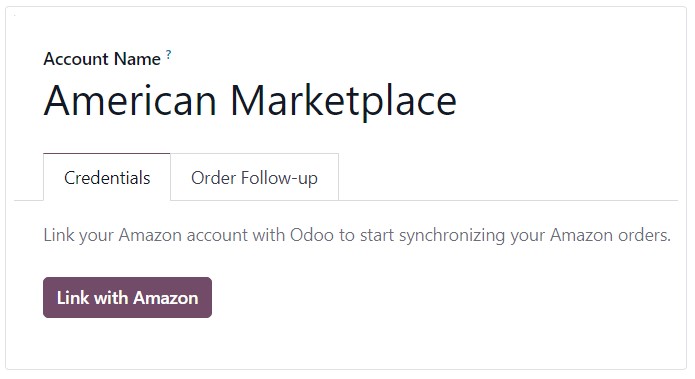 Account Name ?
American Marketplace
Credentials Order Follow-up
Link your Amazon account with Odoo to start synchronizing your Amazon orders.
Link with Amazon